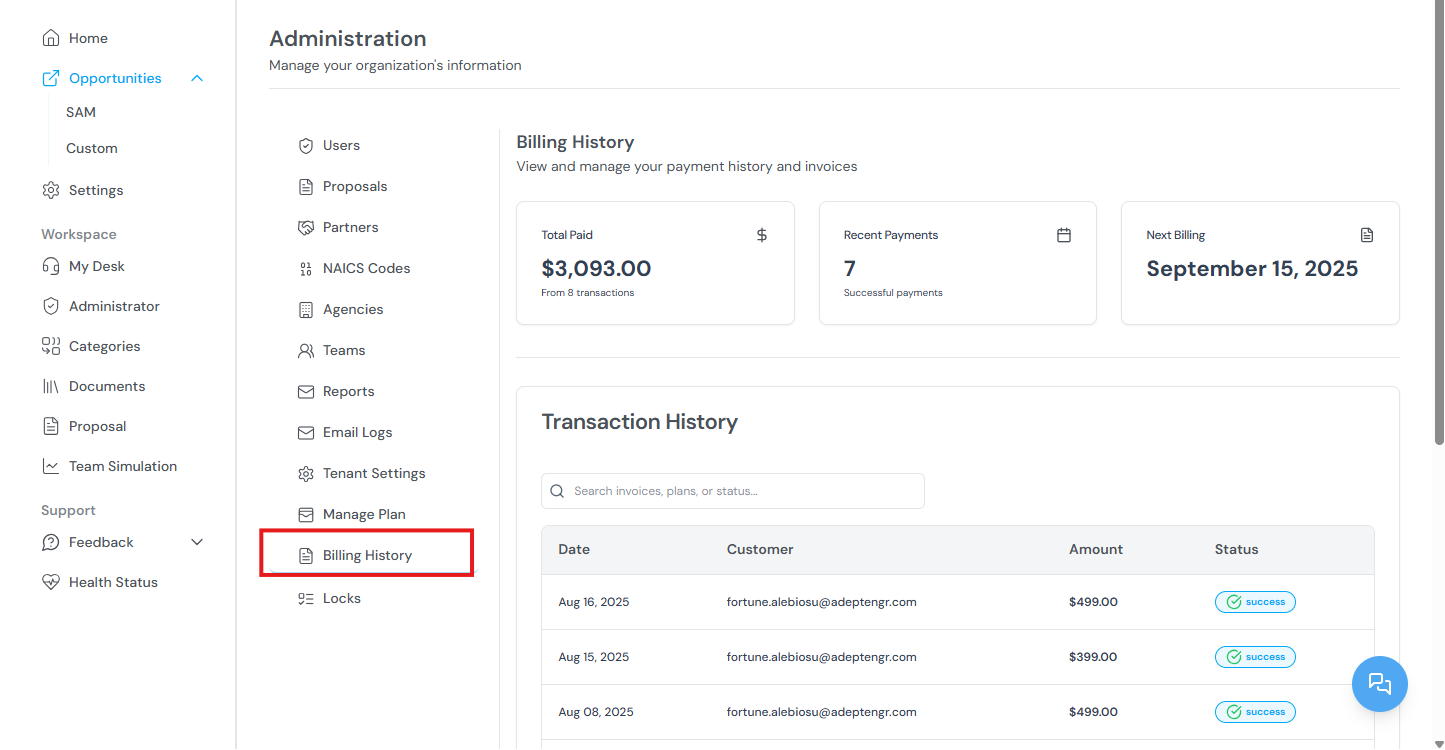 Home
Opportunities
SAM
Custom
Settings
Workspace
My Desk
Administrator
Categories
Documents
Proposal
Team Simulation
Support
Feedback
Health Status
Administration
Manage your organization's information
Users
Proposals
Partners
NAICS Codes
Agencies
Teams
Reports
Email Logs
Tenant Settings
Manage Plan
Billing History
Locks
Billing History
View and manage your payment history and invoices
Total Paid
$
$3,093.00
From 8 transactions
Recent Payments
7
Successful payments
Next Billing
September 15, 2025
Transaction History
Search invoices, plans, or status...
Date Customer Amount Status
Aug 16, 2025 fortune.alebiosu@adeptengr.com $499.00 success
Aug 15, 2025 fortune.alebiosu@adeptengr.com $399.00 success
Aug 08, 2025 fortune.alebiosu@adeptengr.com $499.00 success